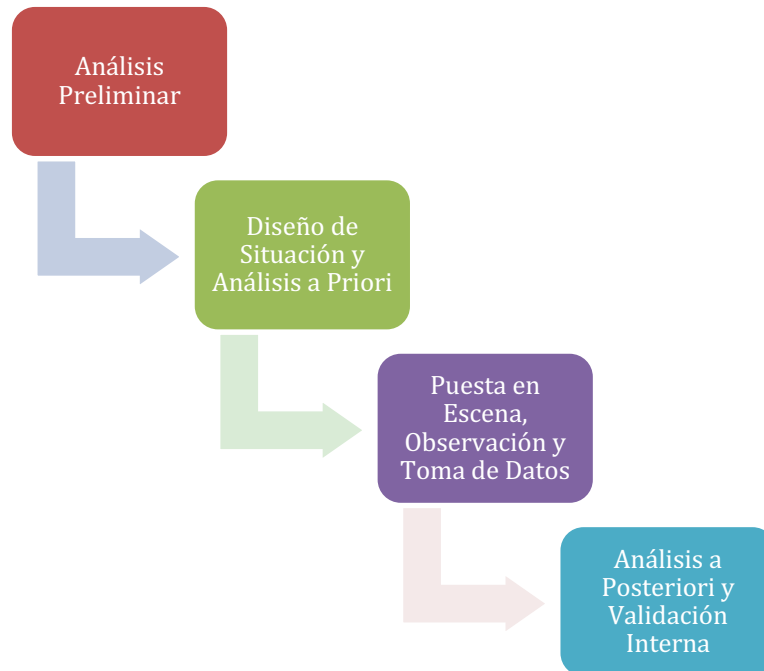 Análisis
Preliminar
Diseño de
Situación y
Análisis a Priori
Puesta en
Escena,
Observación y
Toma de Datos
Análisis a
Posteriori y
Validación
Interna